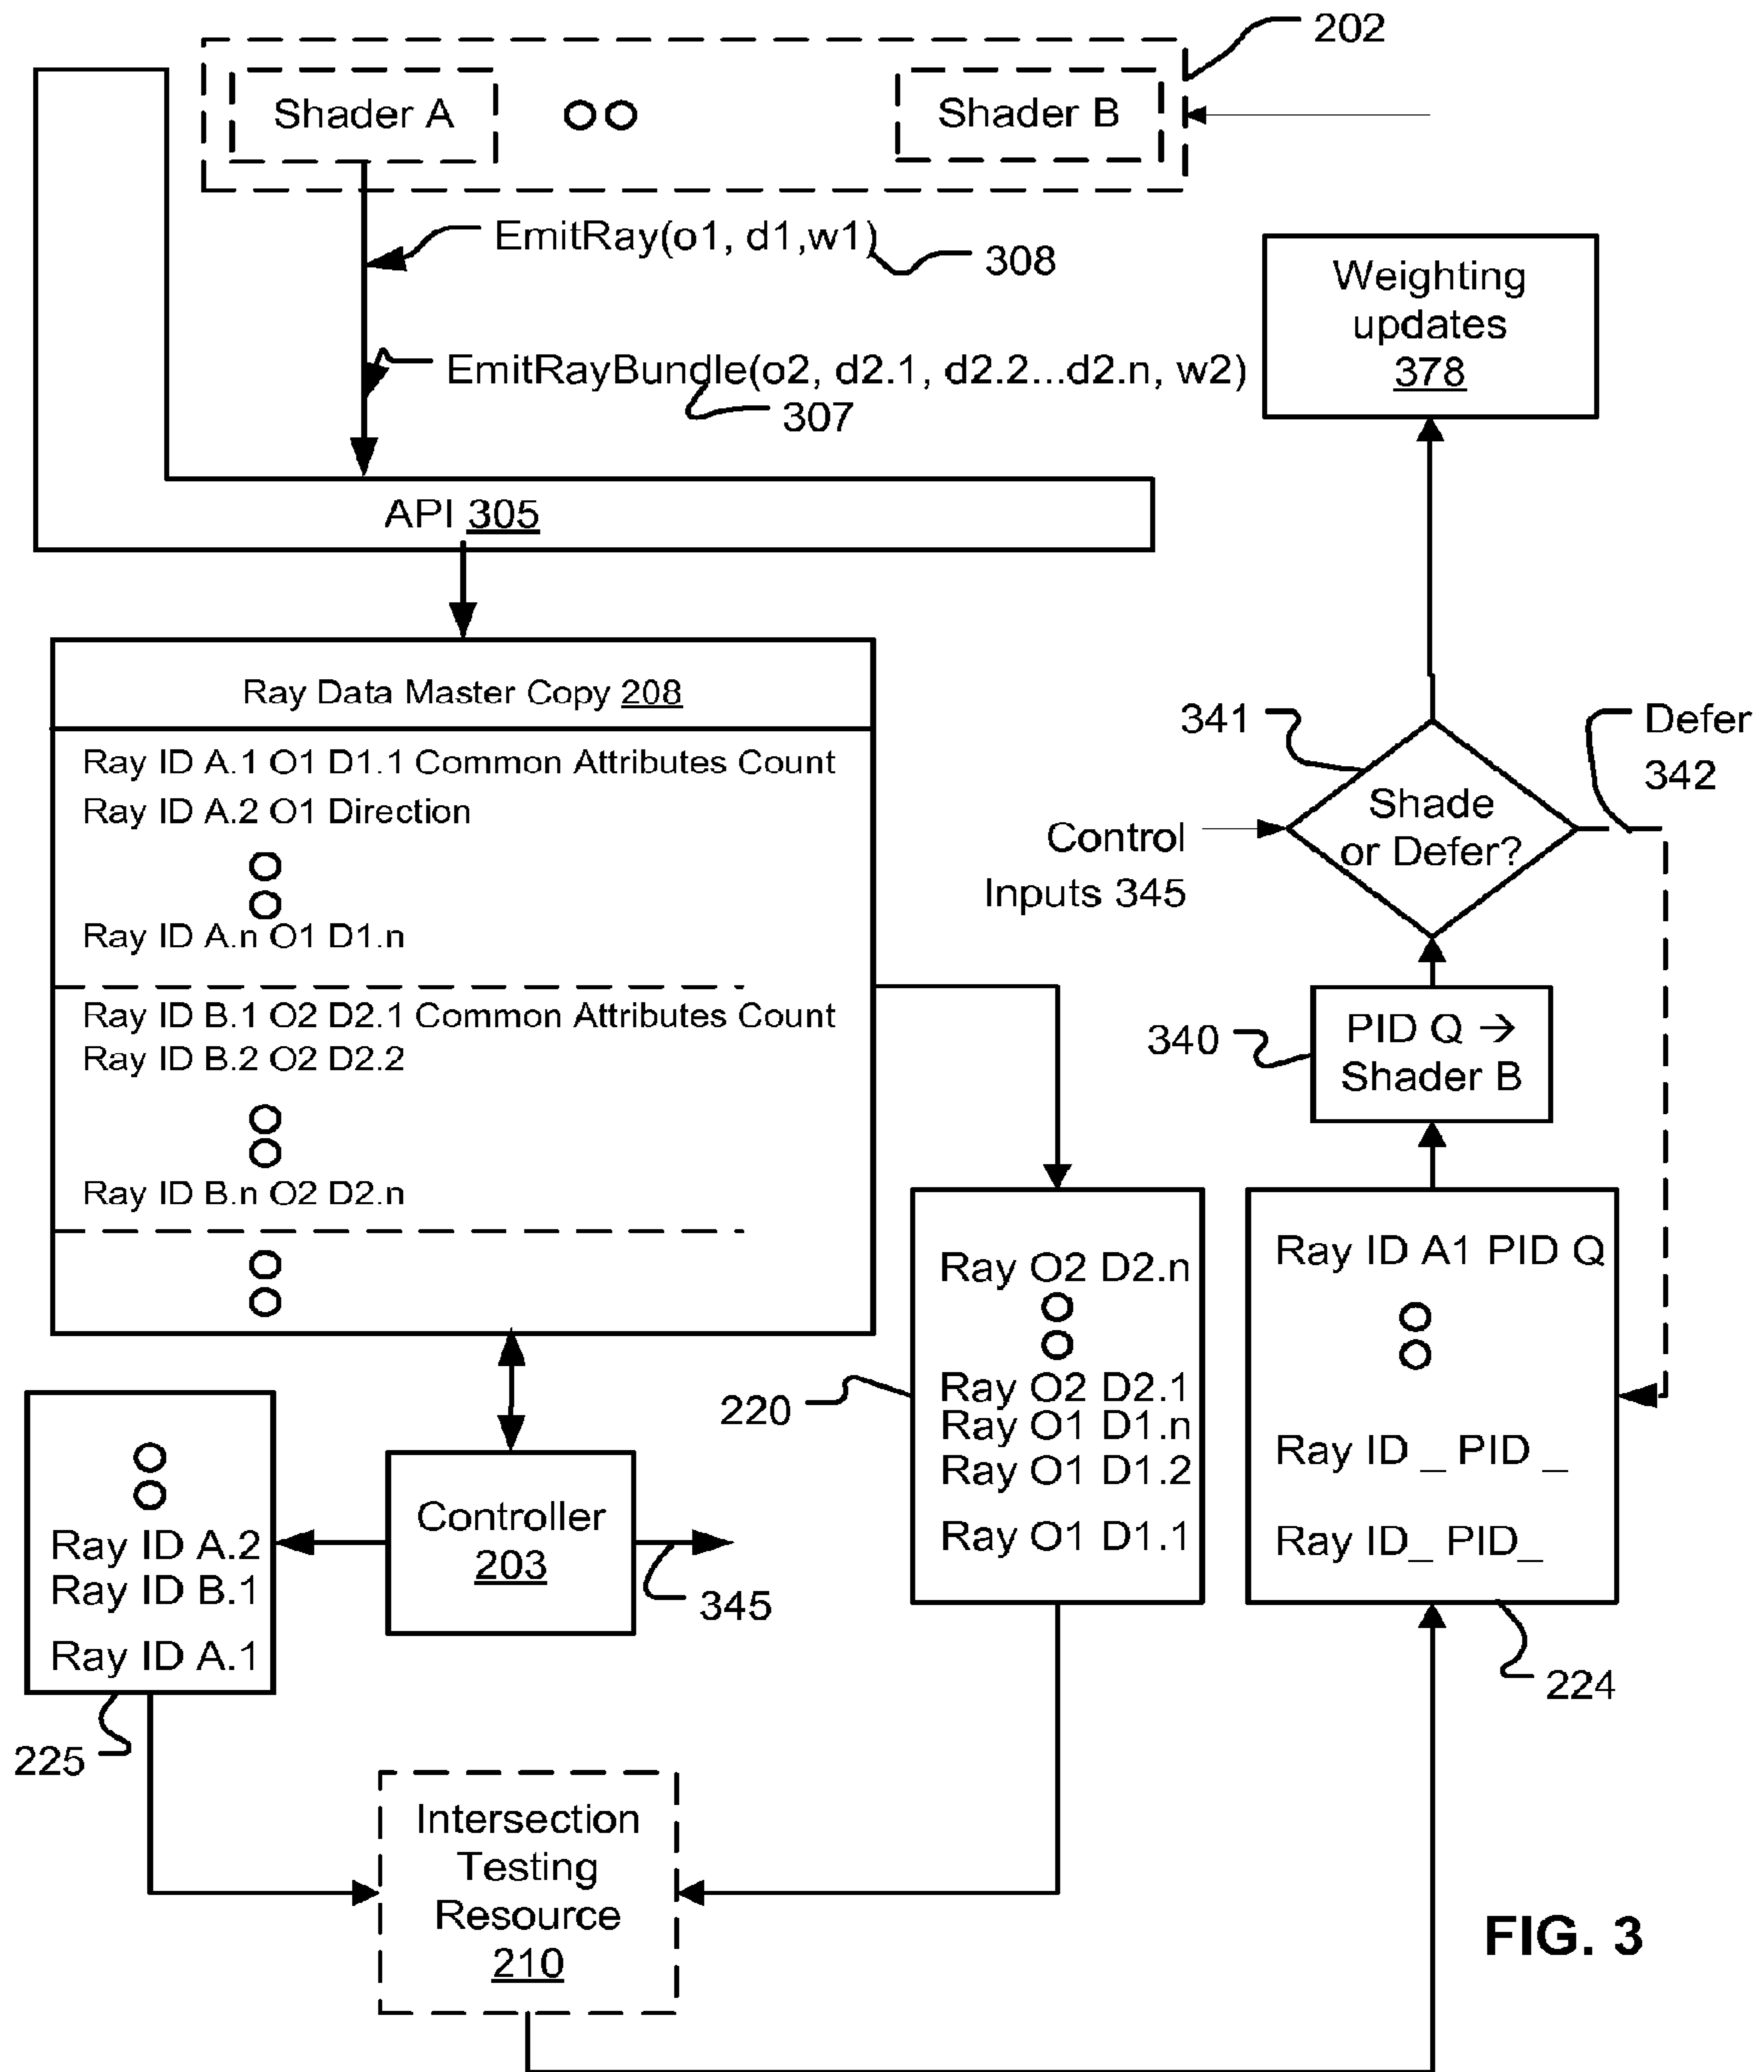 202
Shader A
Shader B
EmitRay(o1, d1,w1)
308
EmitRayBundle(o2, d2.1, d2.2...d2.n, w2)
307
API 305
Weighting
updates
378
Ray Data Master Copy 208
Ray ID A.1 O1 D1.1 Common Attributes Count
Ray ID A.2 O1 Direction
Ray ID A.n O1 D1.n
Ray ID B.1 O2 D2.1 Common Attributes Count
Ray ID B.2 O2 D2.2
Ray ID B.n O2 D2.n
341
Defer
342
Shade
or Defer?
Control
Inputs 345
340
PID Q →
Shader B
Ray O2 D2.n
Ray O2 D2.1
Ray O1 D1.n
Ray O1 D1.2
Ray O1 D1.1
220
Ray ID A1 PID Q
Ray ID _ PID _
Ray ID_ PID_
224
Ray ID A.2
Ray ID B.1
Ray ID A.1
225
Controller
203
345
Intersection
Testing
Resource
210
FIG. 3